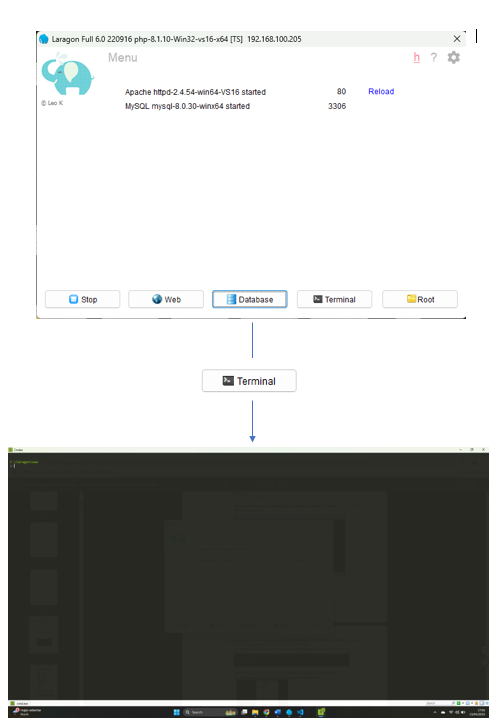 Laragon Full 6.0 220916 php-8.1.10-Win32-vs16-x64 [TS] 192.168.100.205
Menu
h ?
© Leo K
Apache httpd-2.4.54-win64-VS16 started 80 Reload
MySQL mysql-8.0.30-winx64 started 3306
Stop Web Database Terminal Root
Terminal
Search